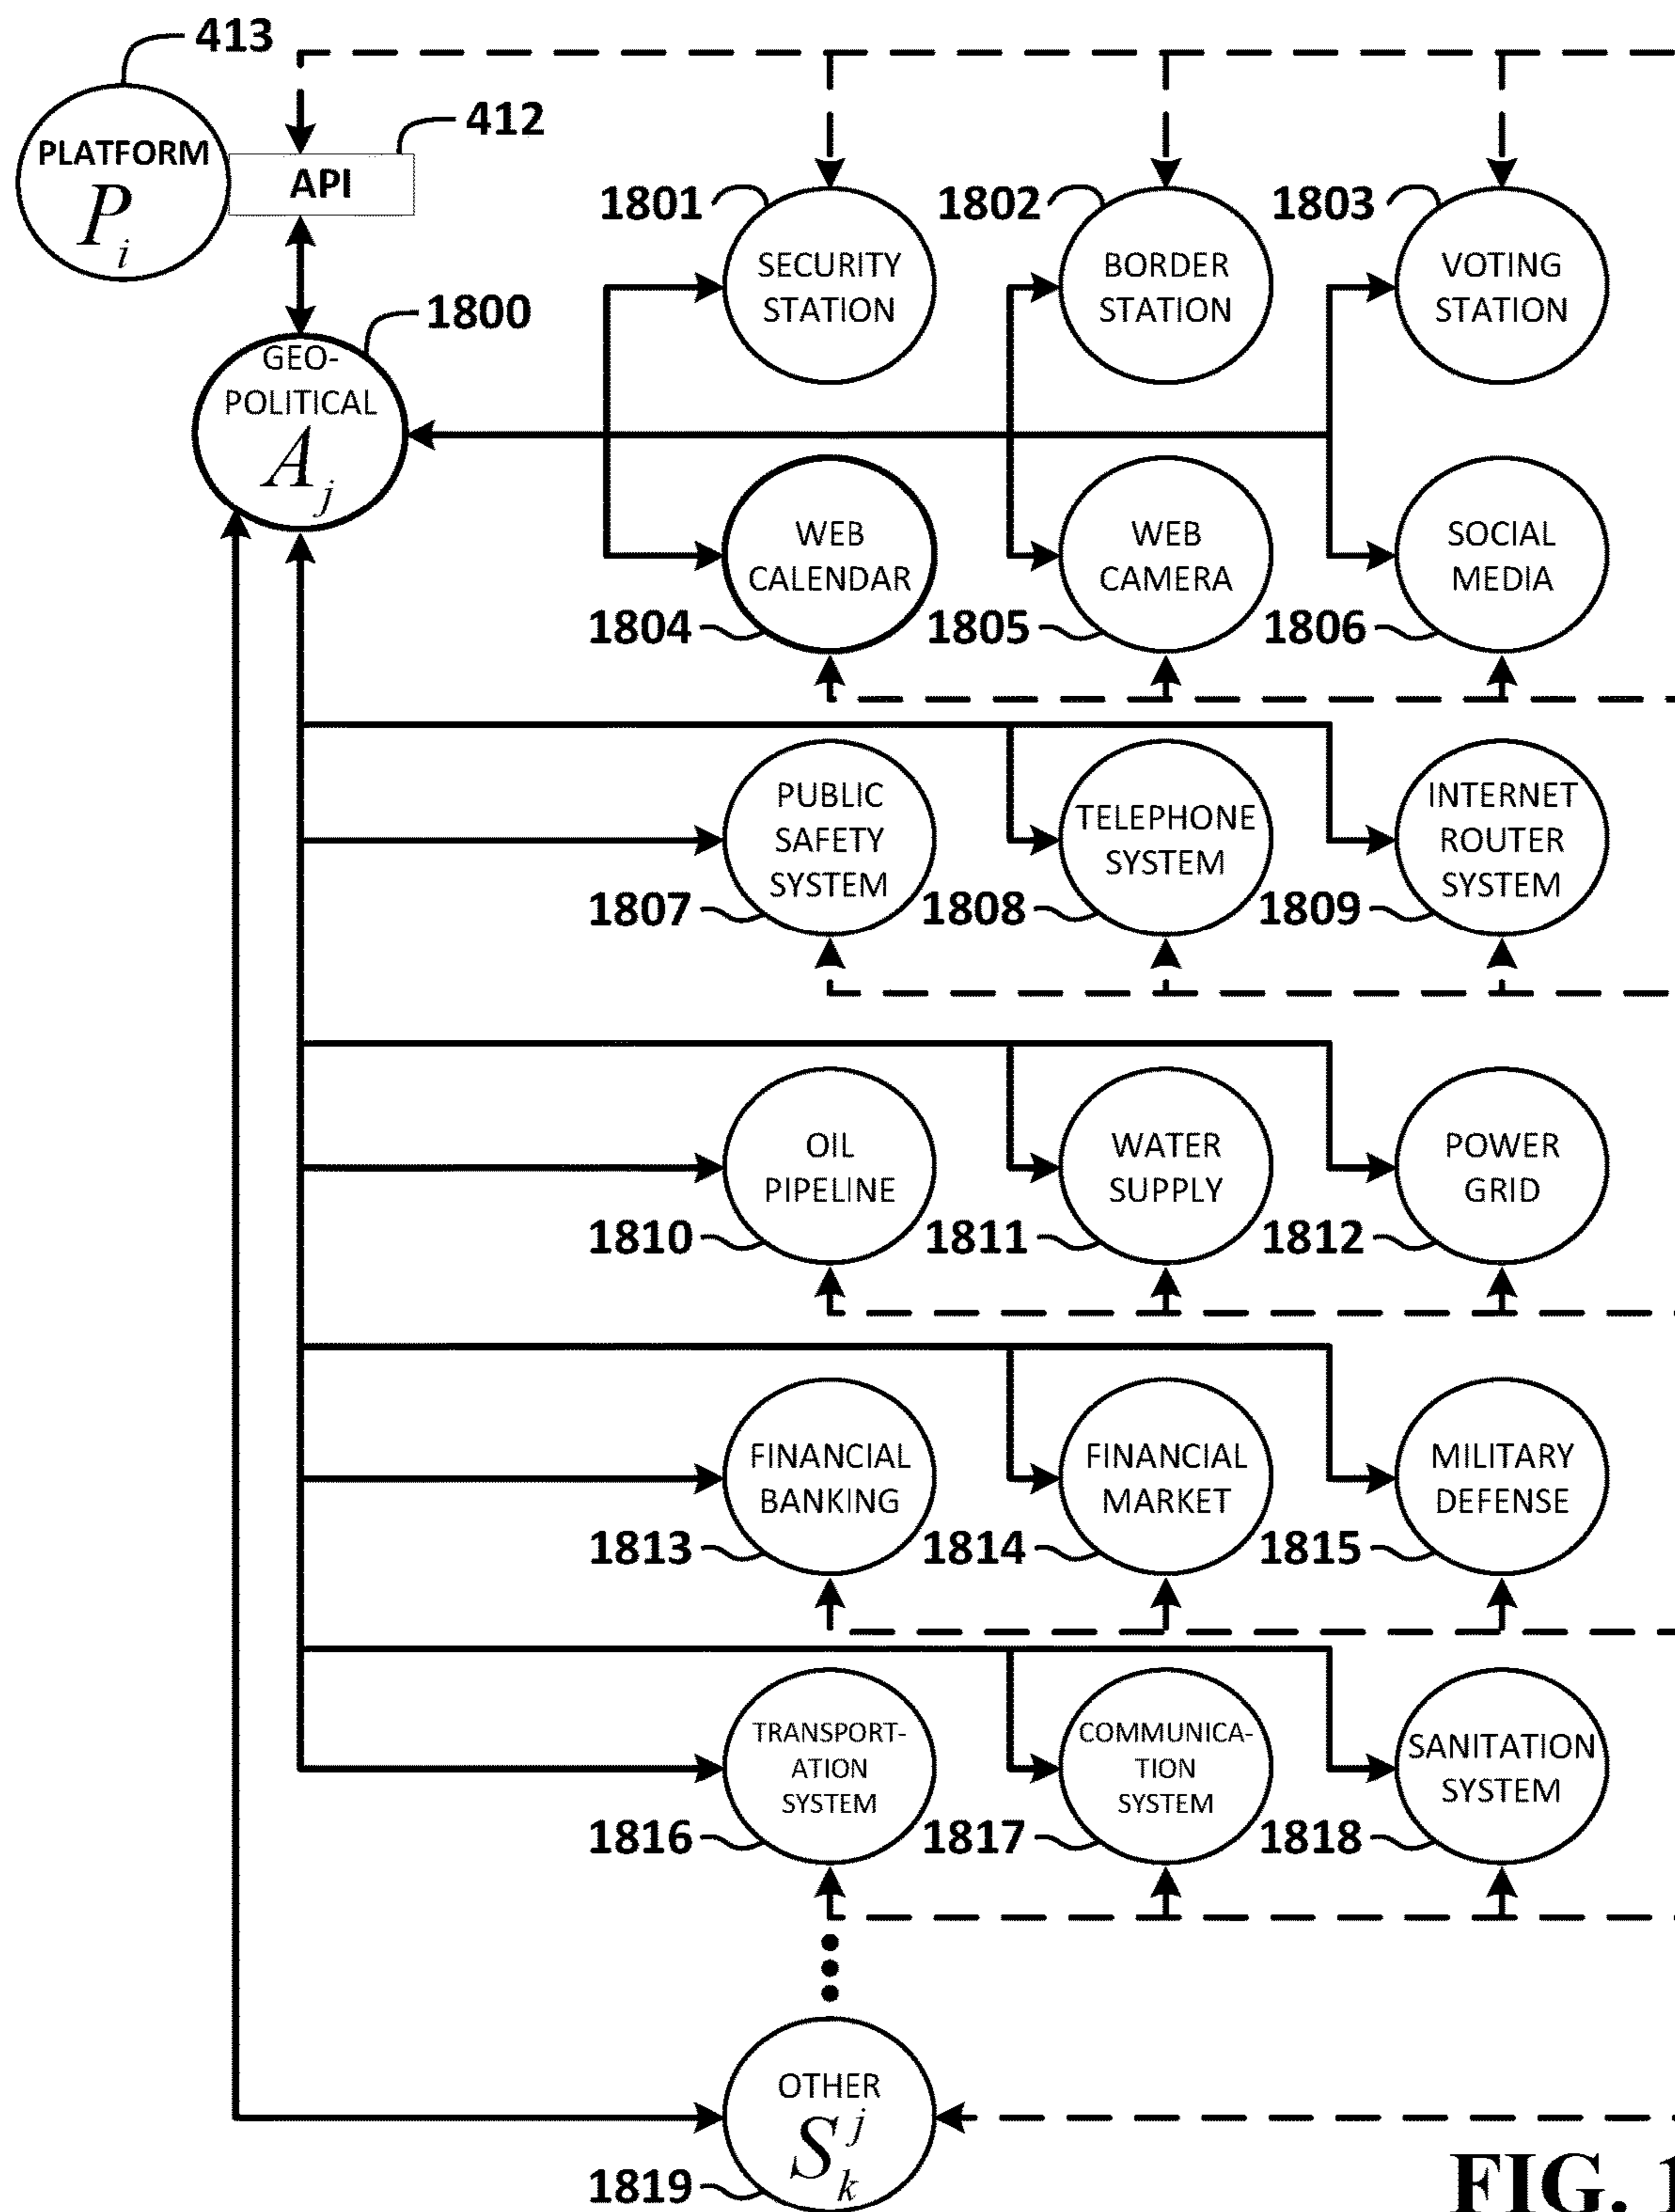 413
PLATFORM
P i
412
API
1800
GEO-
POLITICAL
A j
1801
SECURITY
STATION
1802
BORDER
STATION
1803
VOTING
STATION
WEB
CALENDAR
1804
WEB
CAMERA
1805
SOCIAL
MEDIA
1806
PUBLIC
SAFETY
SYSTEM
1807
TELEPHONE
SYSTEM
1808
INTERNET
ROUTER
SYSTEM
1809
OIL
PIPELINE
1810
WATER
SUPPLY
1811
POWER
GRID
1812
FINANCIAL
BANKING
1813
FINANCIAL
MARKET
1814
MILITARY
DEFENSE
1815
TRANSPORT-
ATION
SYSTEM
1816
COMMUNICA-
TION
SYSTEM
1817
SANITATION
SYSTEM
1818
OTHER
S k j
1819
FIG. 1